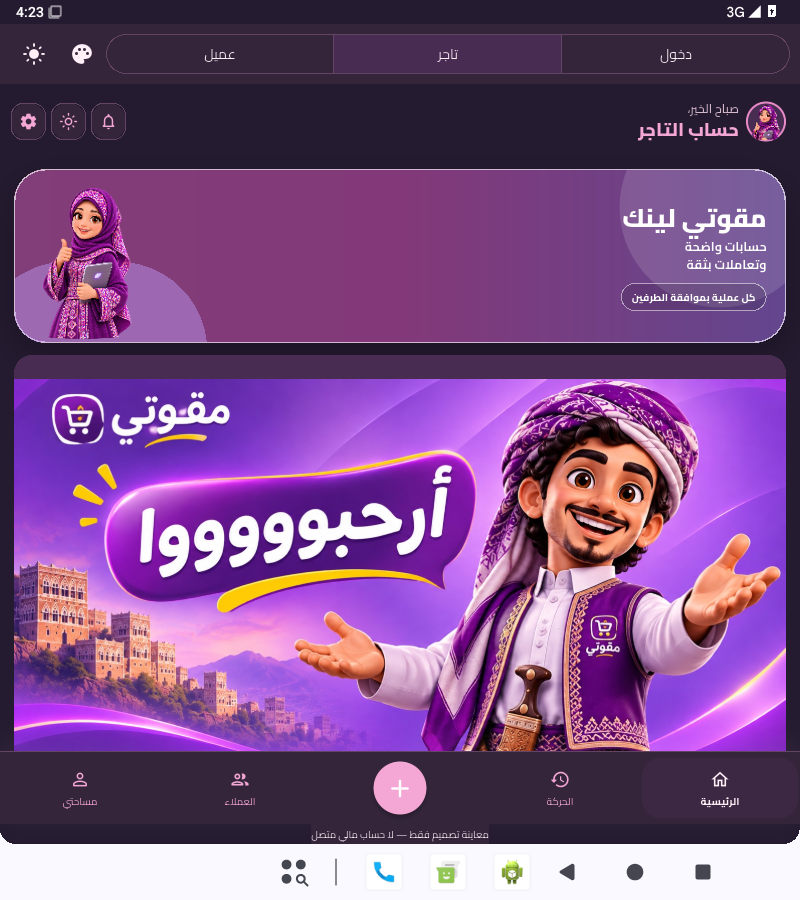 4:23
3G
دخول
تاجر
عميل
صباح الخير،
حساب التاجر
مقوتي لينك
حسابات واضحة
وتعاملات بثقة
كل عملية بموافقة الطرفين
مقوتي
أرحبوووووا
مقوتي
الرئيسية
الحركة
العملاء
مساحتي
معاينة تصميم فقط — لا حساب مالي متصل